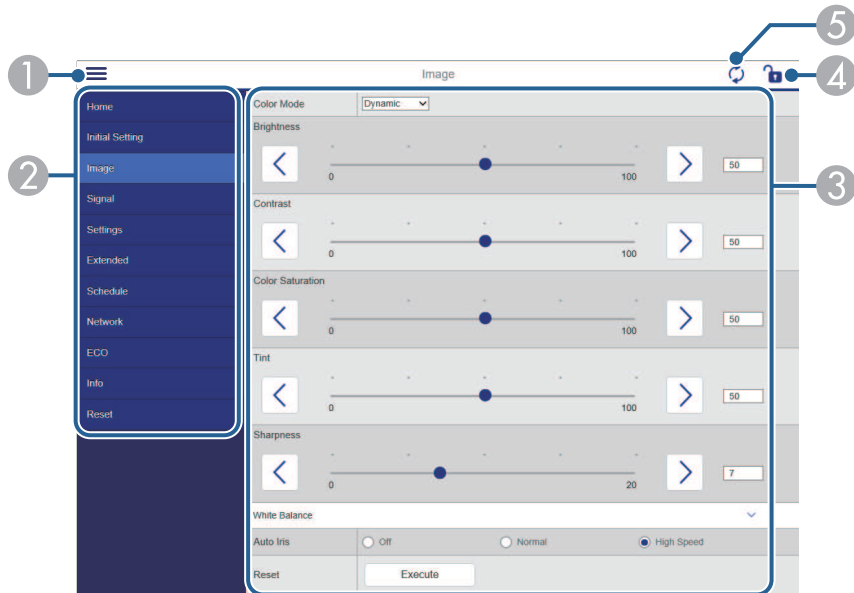 5
1
Image
4
Home
Initial Setting
Image
Signal
Settings
Extended
Schedule
Network
ECO
Info
Reset
2
Color Mode Dynamic
Brightness
0 100 50
Contrast
0 100 50
Color Saturation
0 100 50
Tint
0 100 50
Sharpness
0 20 7
White Balance
Auto Iris Off Normal High Speed
Reset Execute
3